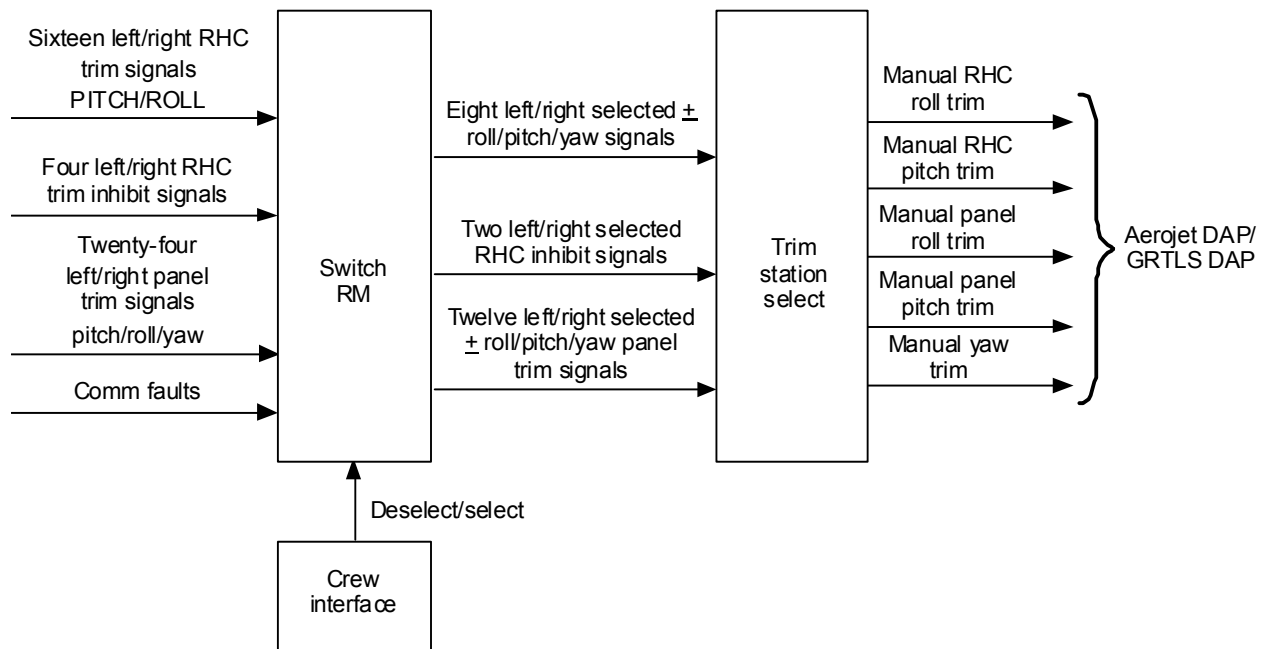 Sixteen left/right RHC
trim signals
PITCH/ROLL
Four left/right RHC
trim inhibit signals
Twenty-four
left/right panel
trim signals
pitch/roll/yaw
Comm faults
Switch
RM
Deselect/select
Crew
interface
Eight left/right selected ±
roll/pitch/yaw signals
Two left/right selected
RHC inhibit signals
Twelve left/right selected
± roll/pitch/yaw panel
trim signals
Trim
station
select
Manual RHC
roll trim
Manual RHC
pitch trim
Manual panel
roll trim
Manual panel
pitch trim
Manual yaw
trim
Aerojet DAP/
GRTLS DAP